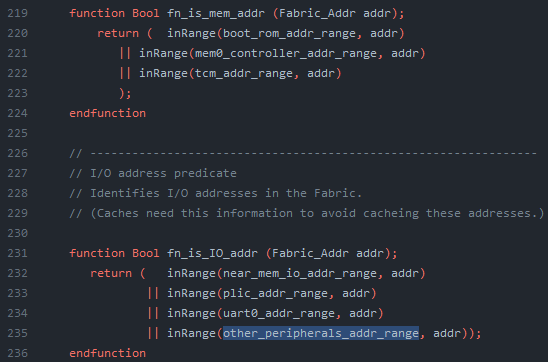 219 function Bool fn_is_mem_addr (Fabric_Addr addr);
220 return (  inRange(boot_rom_addr_range, addr)
221 || inRange(mem0_controller_addr_range, addr)
222 || inRange(tcm_addr_range, addr)
223 );
224 endfunction
225
226 // ----------------------------------------------------------------
227 // I/O address predicate
228 // Identifies I/O addresses in the Fabric.
229 // (Caches need this information to avoid cacheing these addresses.)
230
231 function Bool fn_is_IO_addr (Fabric_Addr addr);
232 return (   inRange(near_mem_io_addr_range, addr)
233 || inRange(plic_addr_range, addr)
234 || inRange(uart0_addr_range, addr)
235 || inRange(other_peripherals_addr_range, addr));
236 endfunction